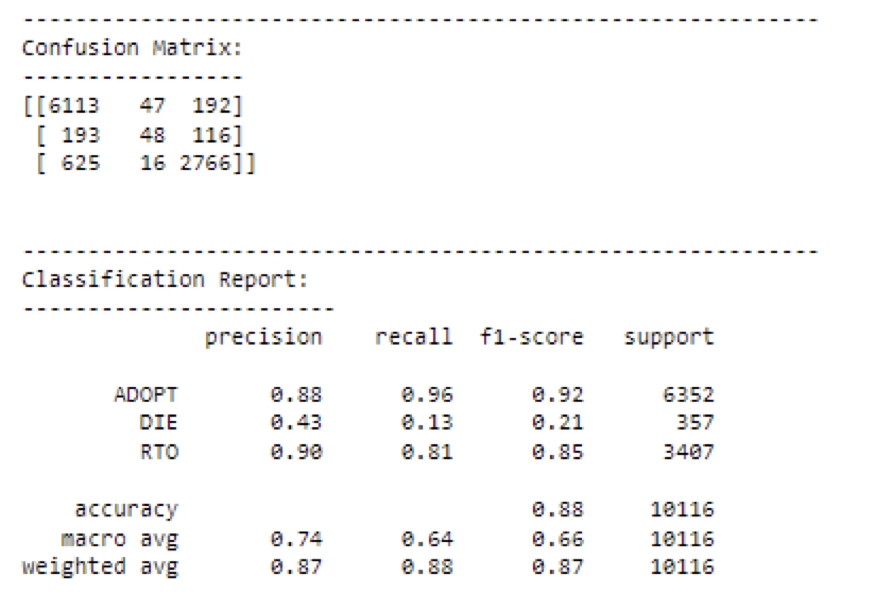 ------------------------------------------------------------
Confusion Matrix:
-----------------
[[6113   47  192]
 [ 193   48  116]
 [ 625   16 2766]]
------------------------------------------------------------
Classification Report:
------------------------
              precision    recall  f1-score   support
       ADOPT       0.88      0.96      0.92      6352
         DIE       0.43      0.13      0.21       357
         RTO       0.90      0.81      0.85      3407
    accuracy                           0.88     10116
   macro avg       0.74      0.64      0.66     10116
weighted avg       0.87      0.88      0.87     10116